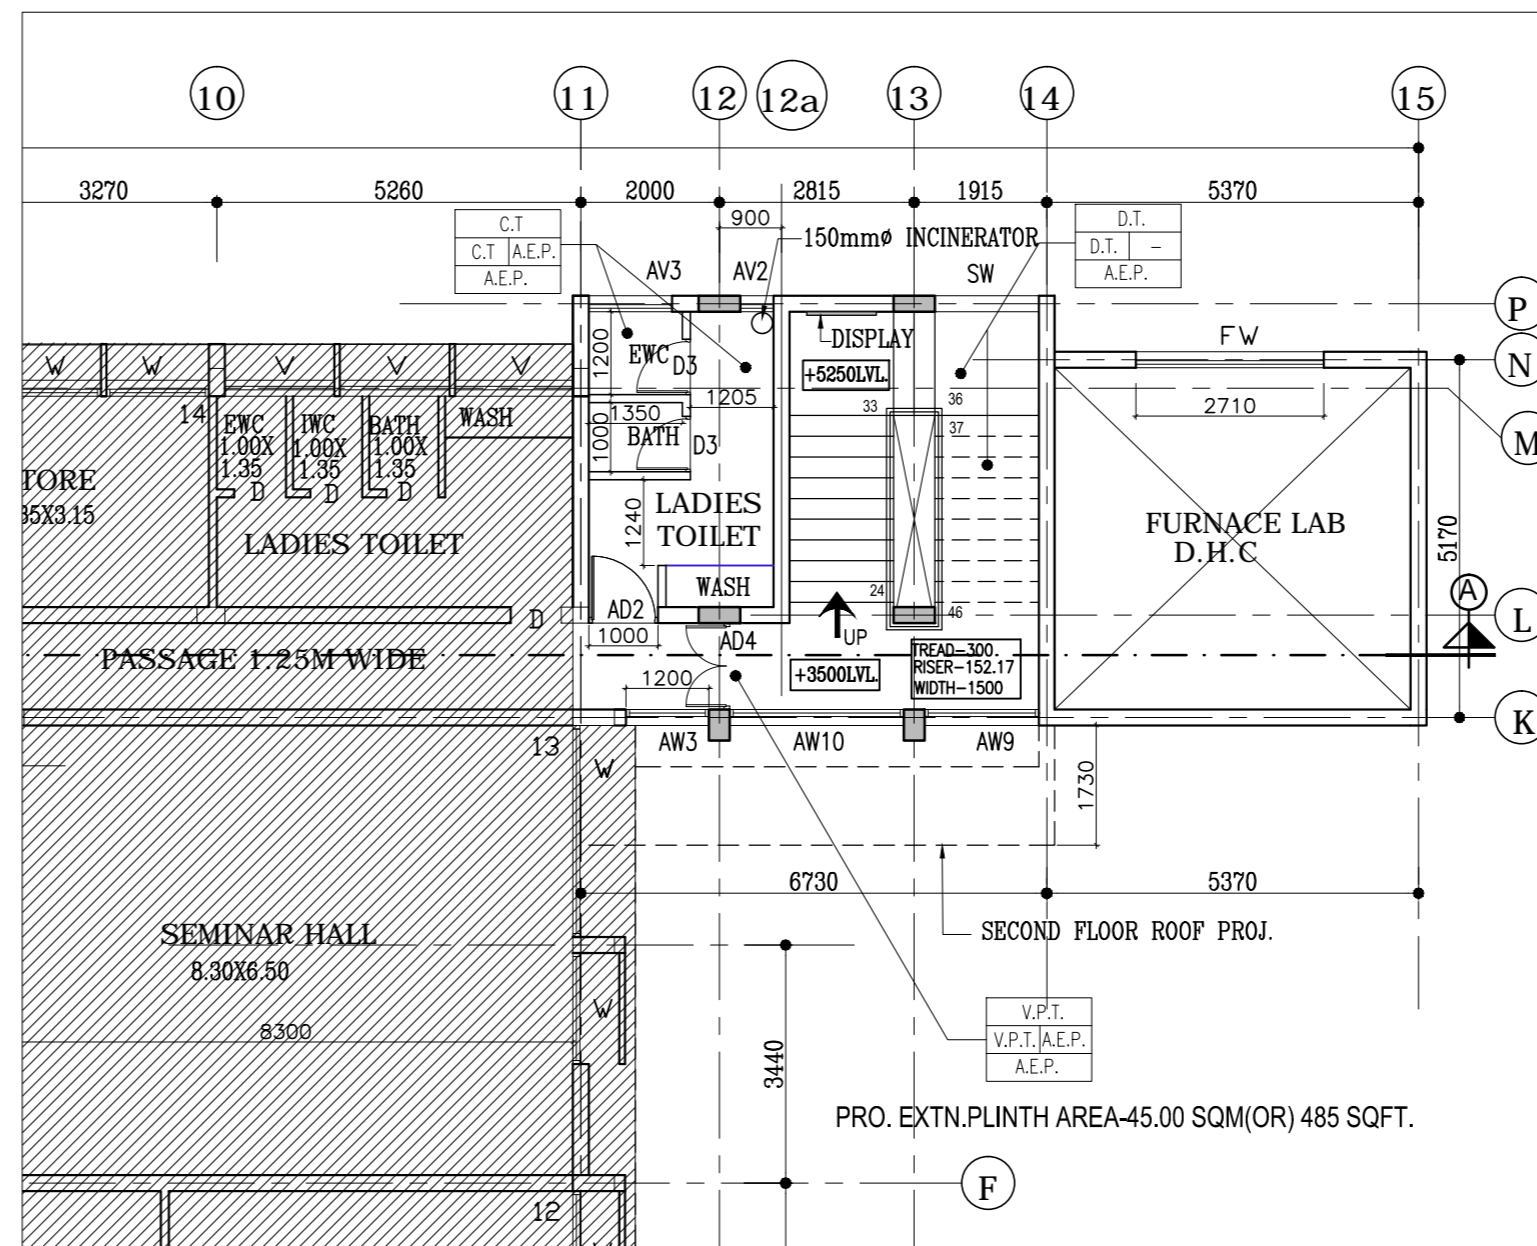 10
11
12
12a
13
14
15
3270
5260
2000
2815
1915
5370
900
C.T
C.T A.E.P.
A.E.P.
150mmø INCINERATOR
D.T.
D.T. –
A.E.P.
AV3
AV2
SW
P
DISPLAY
FW
N
W
W
V
V
V
1200
EWC
D3
+5250LVL.
1205
33
36
2710
14
EWC
1.00X
1.35
D
IWC
1.00X
1.35
D
BATH
1.00X
1.35
D
WASH
1350
1000
BATH
D3
37
M
TORE
35X3.15
LADIES TOILET
1240
LADIES
TOILET
FURNACE LAB
D.H.C
5170
WASH
24
46
A
D
AD2
1000
AD4
UP
L
PASSAGE 1.25M WIDE
1200
+3500LVL.
TREAD–300.
RISER–152.17
WIDTH–1500
K
13
AW3
AW10
AW9
W
1730
6730
5370
SEMINAR HALL
8.30X6.50
SECOND FLOOR ROOF PROJ.
8300
W
3440
V.P.T.
V.P.T. A.E.P.
A.E.P.
PRO. EXTN.PLINTH AREA-45.00 SQM(OR) 485 SQFT.
F
12